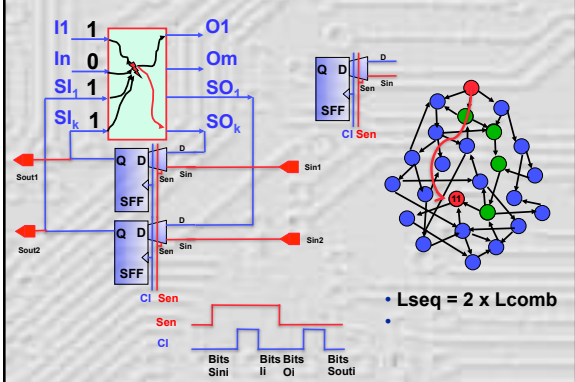 I1 1 O1
In 0 Om
SI1 1 SO1
SIk 1 SOk
Q D D
Sin
SFF
Cl Sen
Sout1 Q D D Sen Sin Sin1
SFF
Sout2 Q D D Sen Sin Sin2
SFF
Cl Sen
11
• Lseq = 2 x Lcomb
•
Sen
Cl
Bits Sini
Bits Ii
Bits Oi
Bits Souti